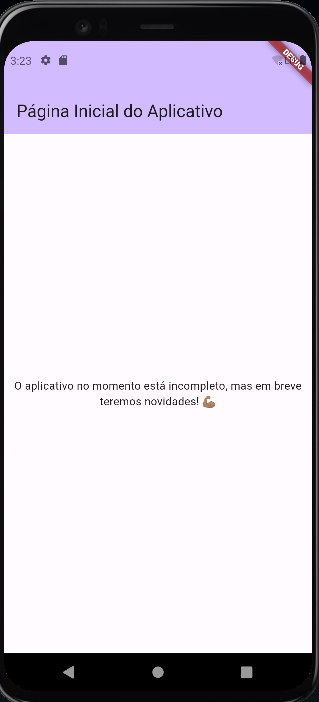 3:23
DEBUG
Página Inicial do Aplicativo
O aplicativo no momento está incompleto, mas em breve
teremos novidades! 💪🏾